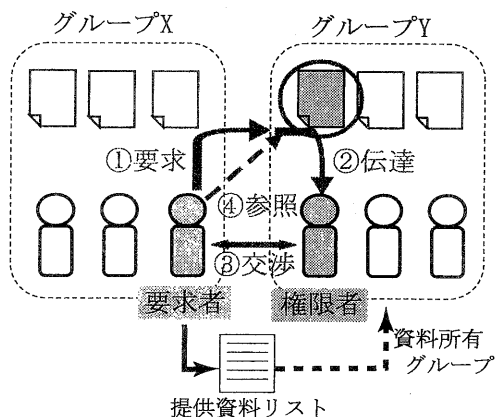 グループX
グループY
①要求
②伝達
④参照
③交渉
要求者
権限者
資料所有
グループ
提供資料リスト